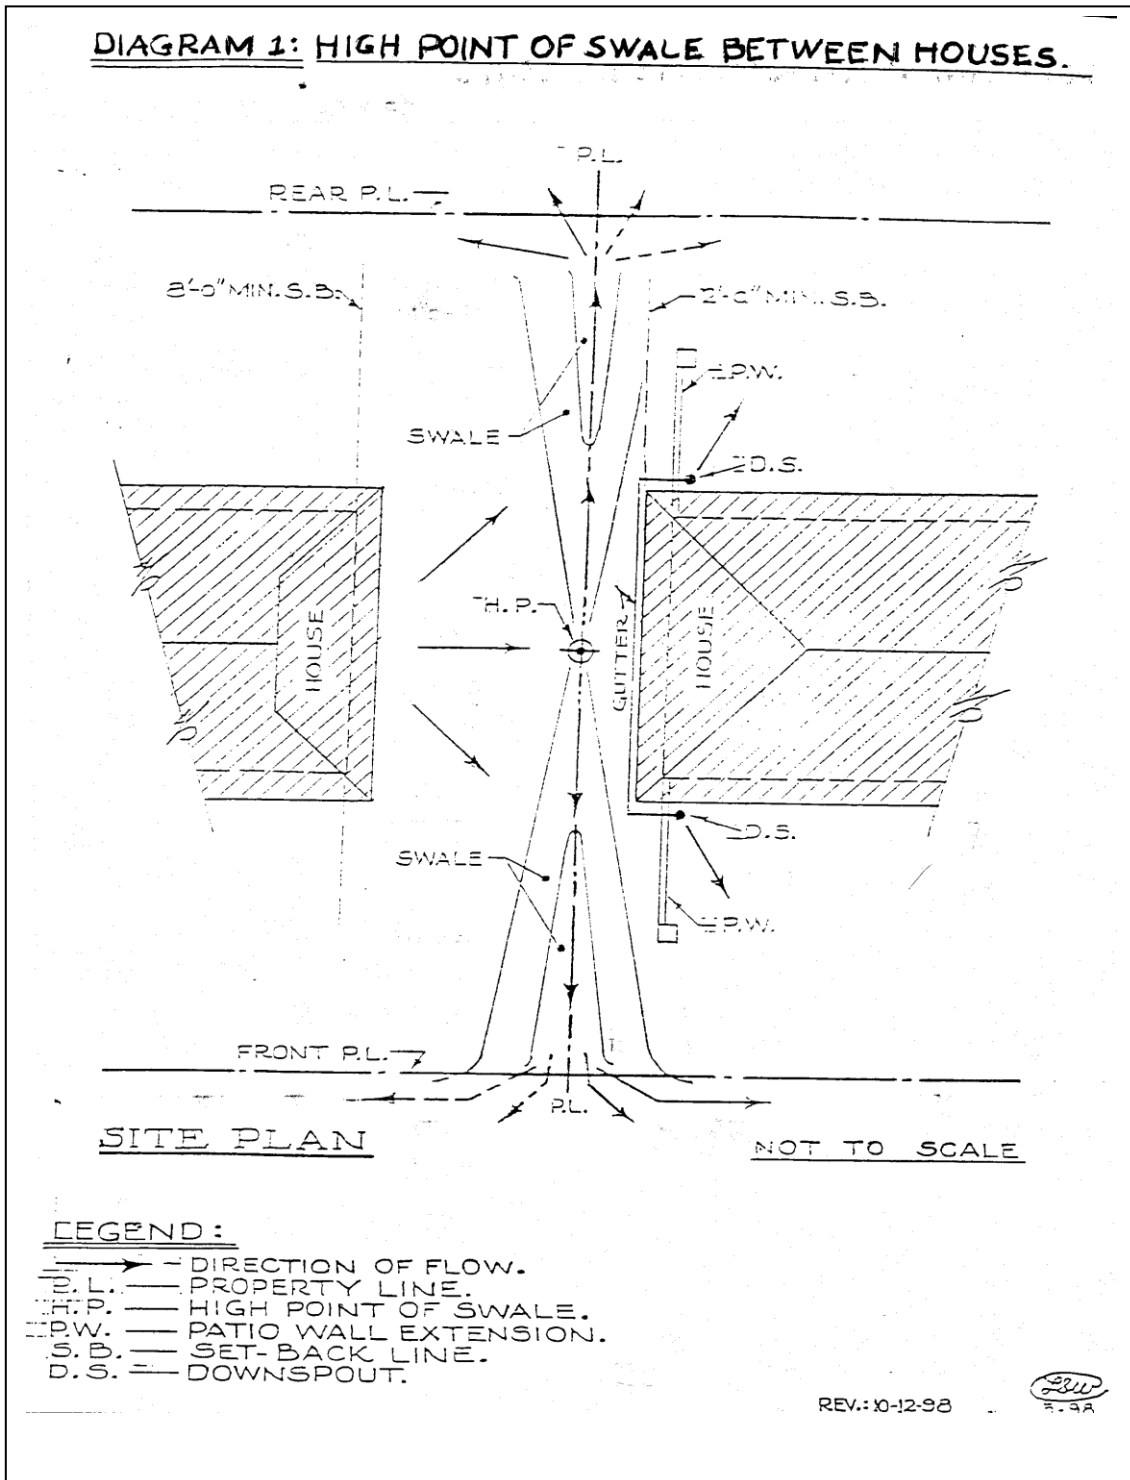 DIAGRAM 1: HIGH POINT OF SWALE BETWEEN HOUSES.
P.L.
REAR P.L.
8'-0" MIN. S.B.
2'-0" MIN. S.B.
P.W.
SWALE
D.S.
H.P.
HOUSE
GUTTER
HOUSE
D.S.
SWALE
P.W.
FRONT P.L.
P.L.
SITE PLAN
NOT TO SCALE
LEGEND:
DIRECTION OF FLOW.
P.L. — PROPERTY LINE.
H.P. — HIGH POINT OF SWALE.
P.W. — PATIO WALL EXTENSION.
S.B. — SET-BACK LINE.
D.S. — DOWNSPOUT.
REV.: 10-12-98